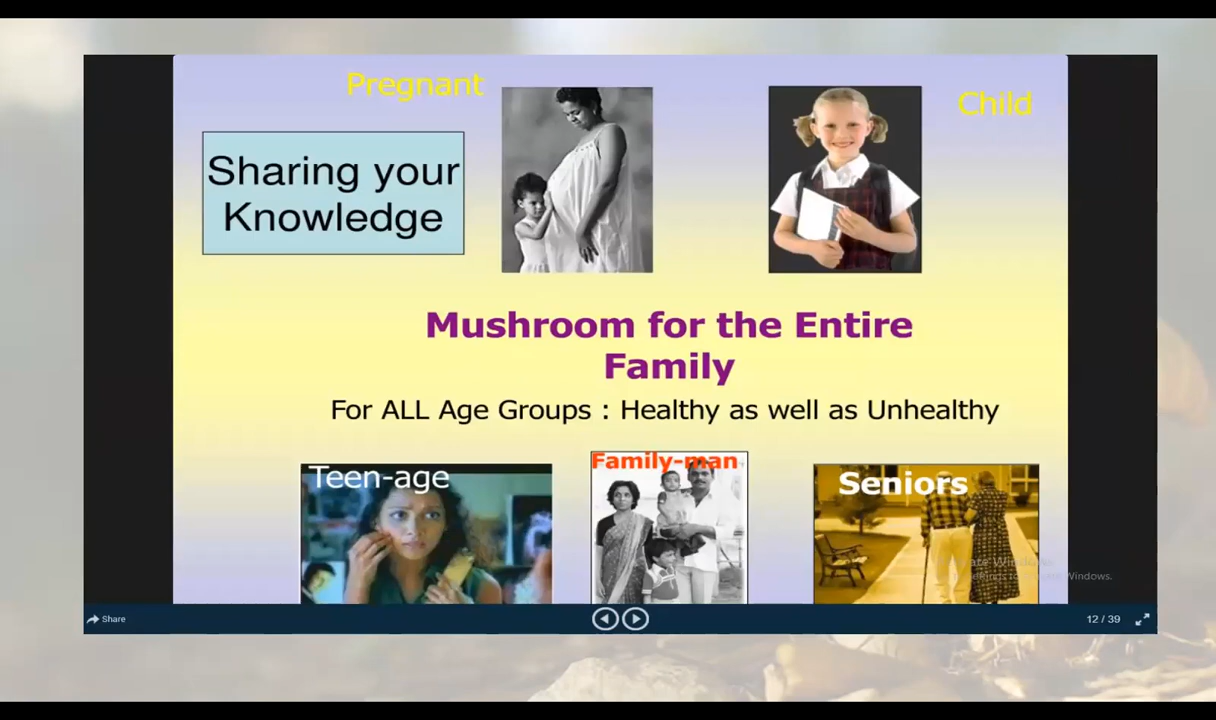 Pregnant
Child
Sharing your
Knowledge
Mushroom for the Entire
Family
For ALL Age Groups : Healthy as well as Unhealthy
Teen-age
Family-man
Seniors
Windows.
Share
12 / 39